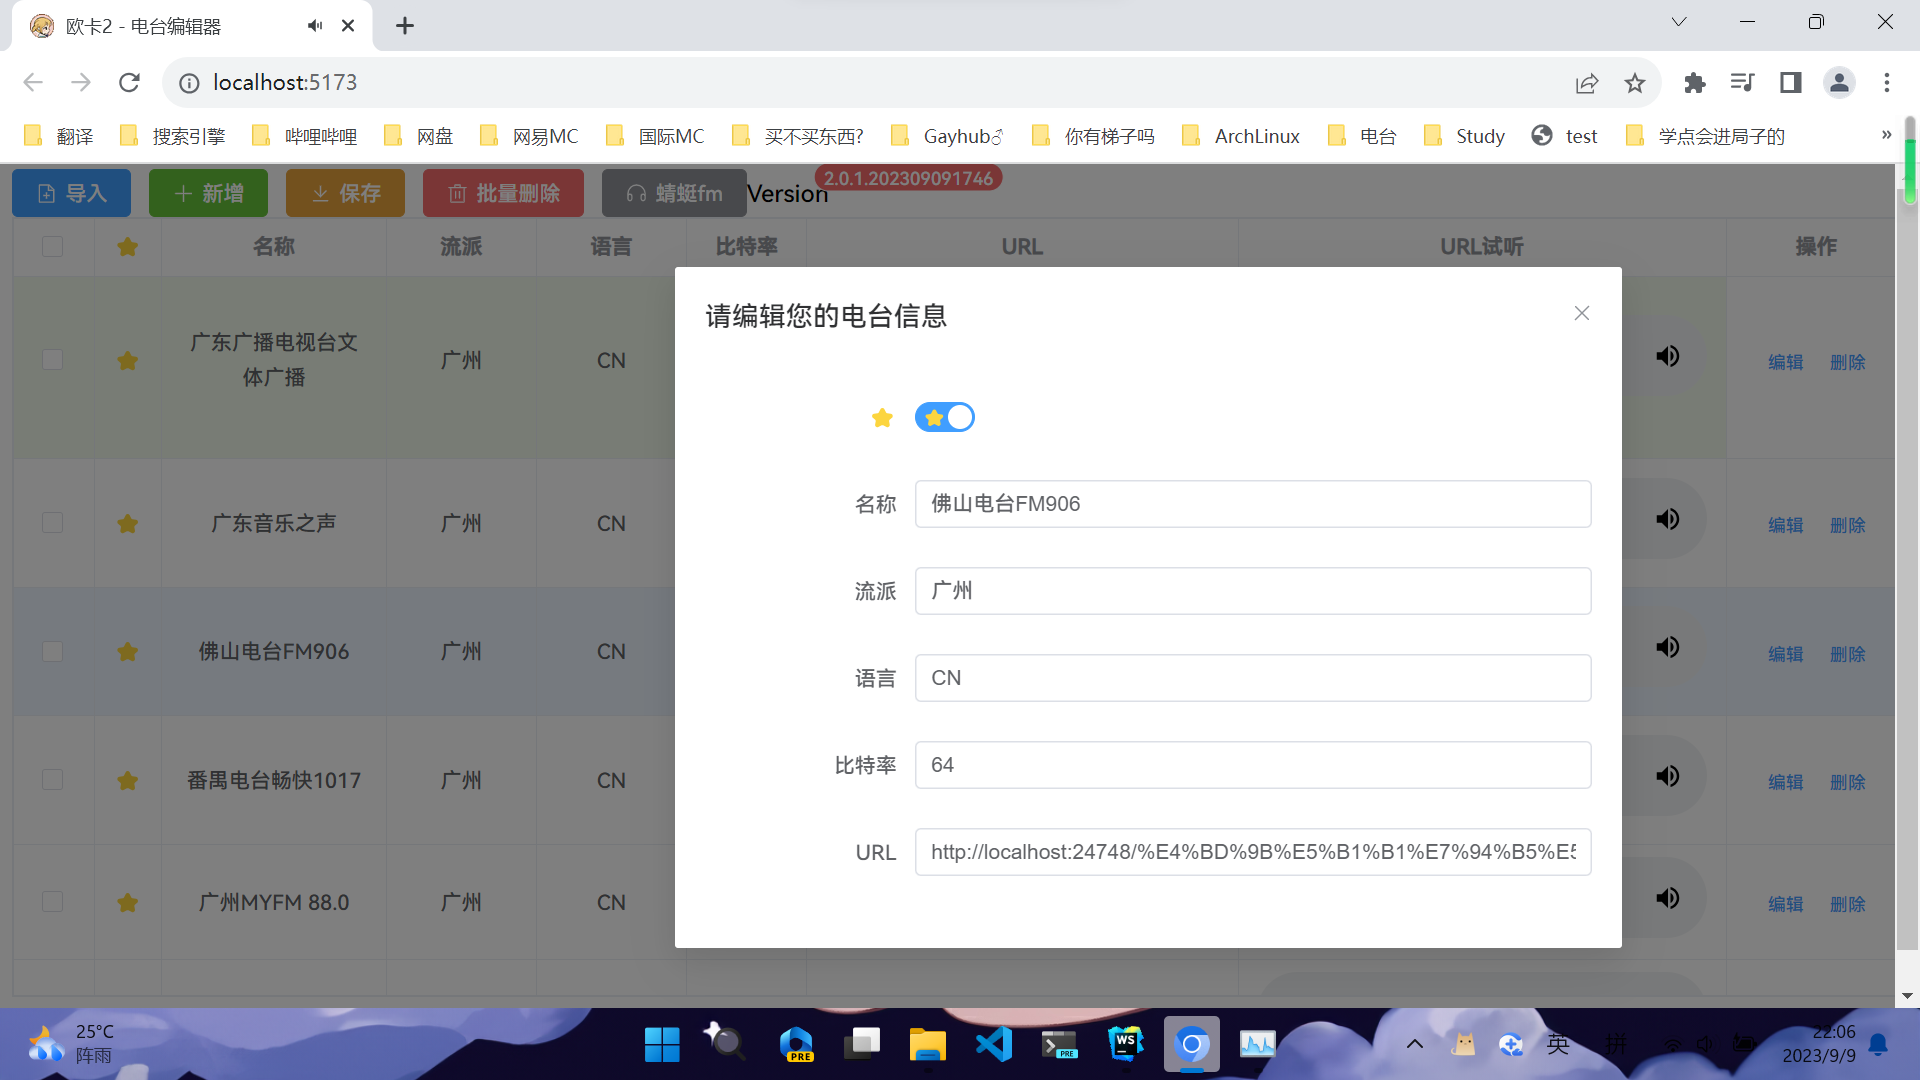 欧卡2 - 电台编辑器
localhost:5173
翻译 搜索引擎 哔哩哔哩 网盘 网易MC 国际MC 买不买东西? Gayhub♂ 你有梯子吗 ArchLinux 电台 Study test 学点会进局子的 »
导入 新增 保存 批量删除 蜻蜓fm Version 2.0.1.202309091746
名称 流派 语言 比特率 URL URL试听 操作
请编辑您的电台信息
广东广播电视台文
体广播
广州 CN 编辑 删除
名称 佛山电台FM906
广东音乐之声 广州 CN 编辑 删除
流派 广州
佛山电台FM906 广州 CN 编辑 删除
语言 CN
番禺电台畅快1017 广州 CN 编辑 删除
比特率 64
URL http://localhost:24748/%E4%BD%9B%E5%B1%B1%E7%94%B5%E5
广州MYFM 88.0 广州 CN 编辑 删除
25°C
阵雨
PRE
PRE
WS
英 拼
22:06
2023/9/9